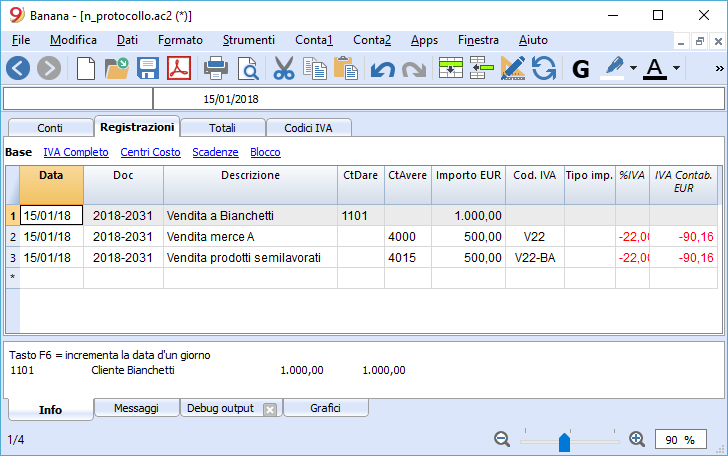 Banana - [n_protocollo.ac2 (*)]
File Modifica Dati Formato Strumenti Conta1 Conta2 Apps Finestra Aiuto
G A »
15/01/2018
Conti Registrazioni Totali Codici IVA
Base IVA Completo Centri Costo Scadenze Blocco
Data Doc Descrizione CtDare CtAvere Importo EUR Cod. IVA Tipo imp. %IVA IVA Contab. EUR
1 15/01/18 2018-2031 Vendita a Bianchetti 1101 1.000,00
2 15/01/18 2018-2031 Vendita merce A 4000 500,00 V22 -22,00 -90,16
3 15/01/18 2018-2031 Vendita prodotti semilavorati 4015 500,00 V22-BA -22,00 -90,16
*
Tasto F6 = incrementa la data d'un giorno
1101 Cliente Bianchetti 1.000,00 1.000,00
Info Messaggi Debug output Grafici
1/4 90 %